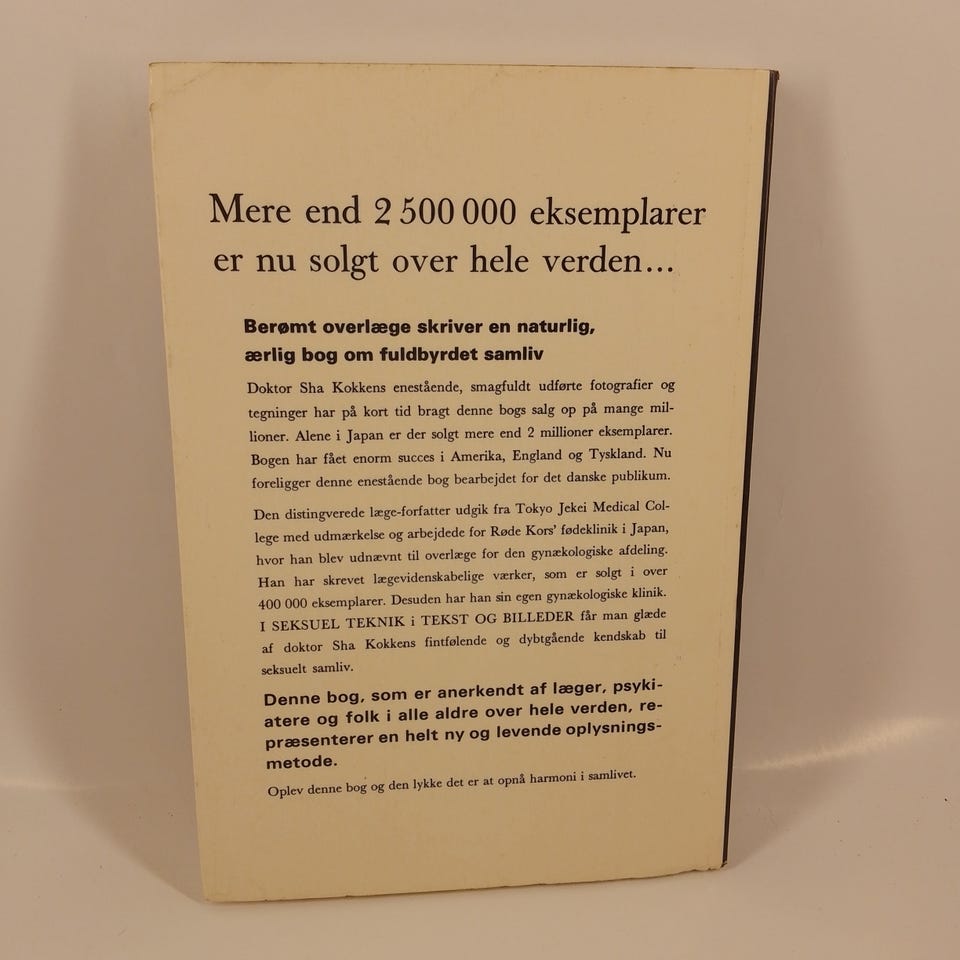 Mere end 2 500 000 eksemplarer
er nu solgt over hele verden...
Berømt overlæge skriver en naturlig,
ærlig bog om fuldbyrdet samliv
Doktor Sha Kokkens enestående, smagfuldt udførte fotografier og
tegninger har på kort tid bragt denne bogs salg op på mange mil-
lioner. Alene i Japan er der solgt mere end 2 millioner eksemplarer.
Bogen har fået enorm succes i Amerika, England og Tyskland. Nu
foreligger denne enestående bog bearbejdet for det danske publikum.
Den distingverede læge-forfatter udgik fra Tokyo Jekei Medical Col-
lege med udmærkelse og arbejdede for Røde Kors' fødeklinik i Japan,
hvor han blev udnævnt til overlæge for den gynækologiske afdeling.
Han har skrevet lægevidenskabelige værker, som er solgt i over
400 000 eksemplarer. Desuden har han sin egen gynækologiske klinik.
I SEKSUEL TEKNIK i TEKST OG BILLEDER får man glæde
af doktor Sha Kokkens fintfølende og dybtgående kendskab til
seksuelt samliv.
Denne bog, som er anerkendt af læger, psyki-
atere og folk i alle aldre over hele verden, re-
præsenterer en helt ny og levende oplysnings-
metode.
Oplev denne bog og den lykke det er at opnå harmoni i samlivet.